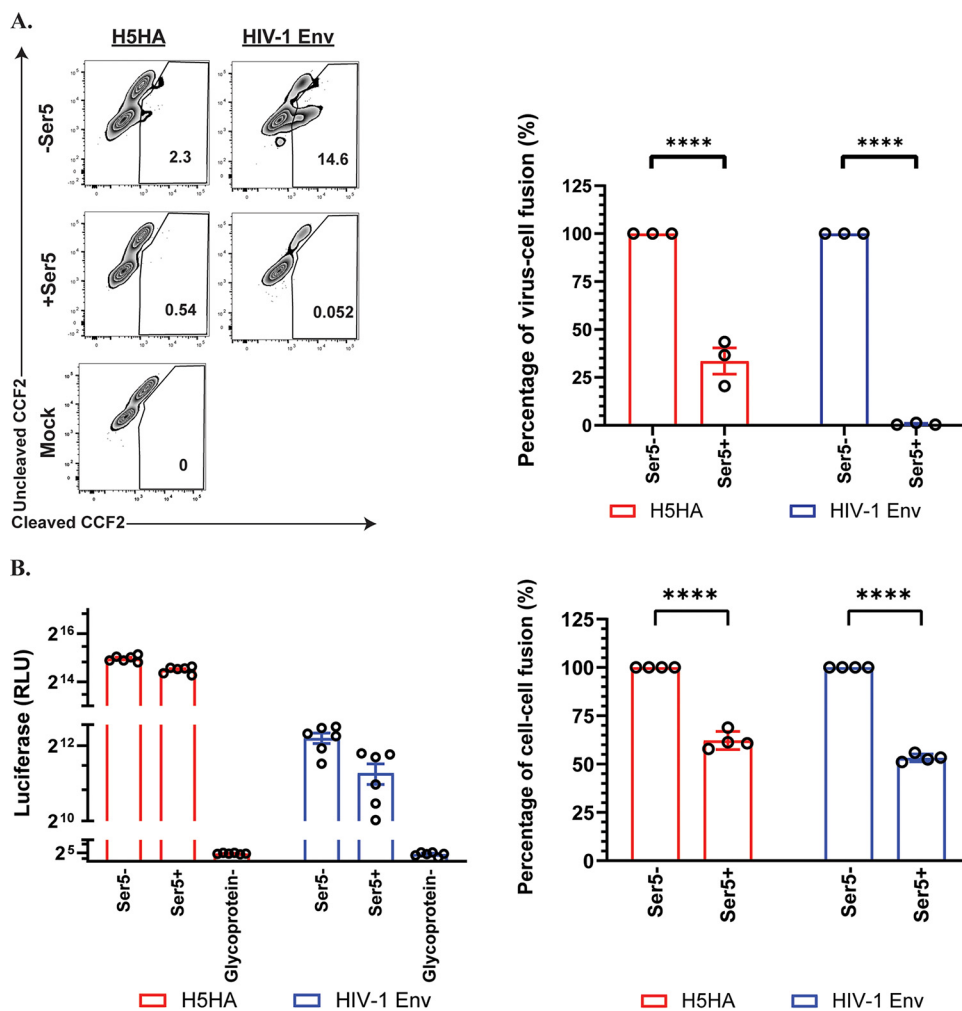 A.
H5HA HIV-1 Env
-Ser5
2.3 14.6
+Ser5
0.54 0.052
Mock
0
Uncleaved CCF2
Cleaved CCF2
Percentage of virus-cell fusion (%)
**** ****
125
100
75
50
25
0
Ser5- Ser5+ Ser5- Ser5+
H5HA HIV-1 Env
B.
Luciferase (RLU)
2^16
2^14
2^12
2^10
2^5
Ser5- Ser5+ Glycoprotein- Ser5- Ser5+ Glycoprotein-
H5HA HIV-1 Env
Percentage of cell-cell fusion (%)
**** ****
125
100
75
50
25
0
Ser5- Ser5+ Ser5- Ser5+
H5HA HIV-1 Env